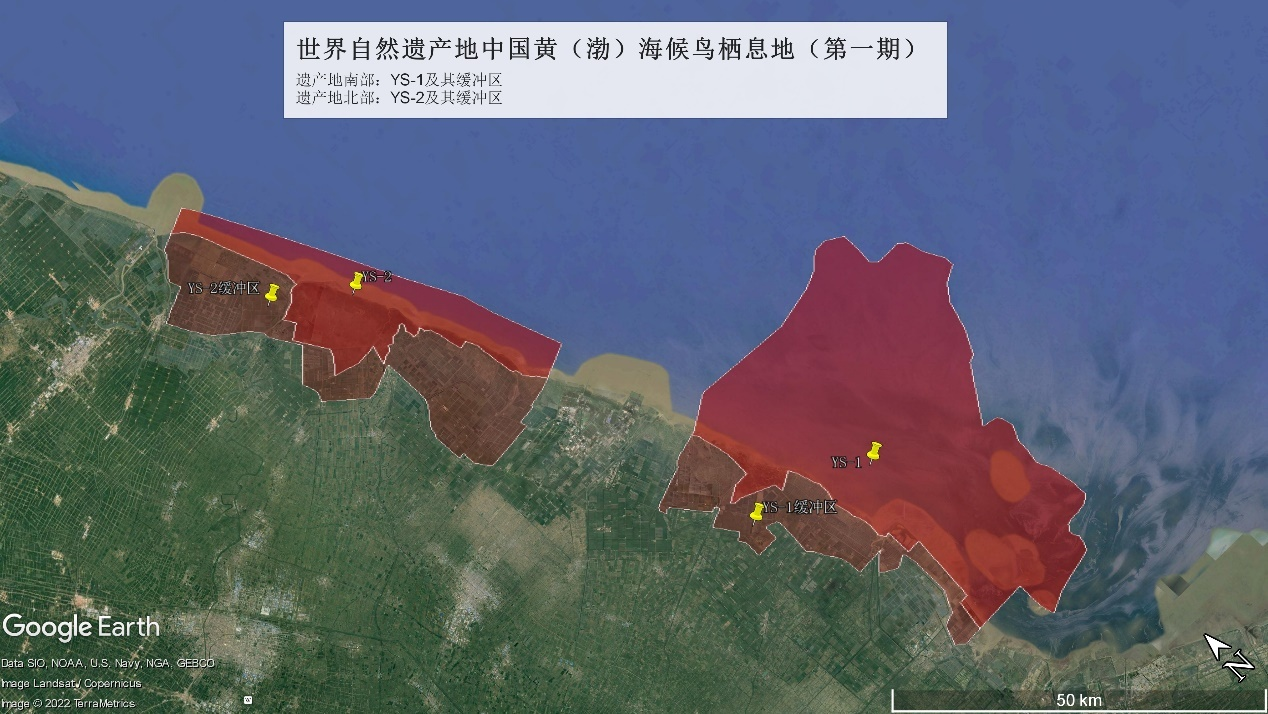 世界自然遗产地中国黄（渤）海候鸟栖息地（第一期）
遗产地南部：YS-1及其缓冲区
遗产地北部：YS-2及其缓冲区
YS-2
YS-2缓冲区
YS-1
YS-1缓冲区
Google Earth
Data SIO, NOAA, U.S. Navy, NGA, GEBCO
Image Landsat / Copernicus
Image © 2022 TerraMetrics
N
50 km